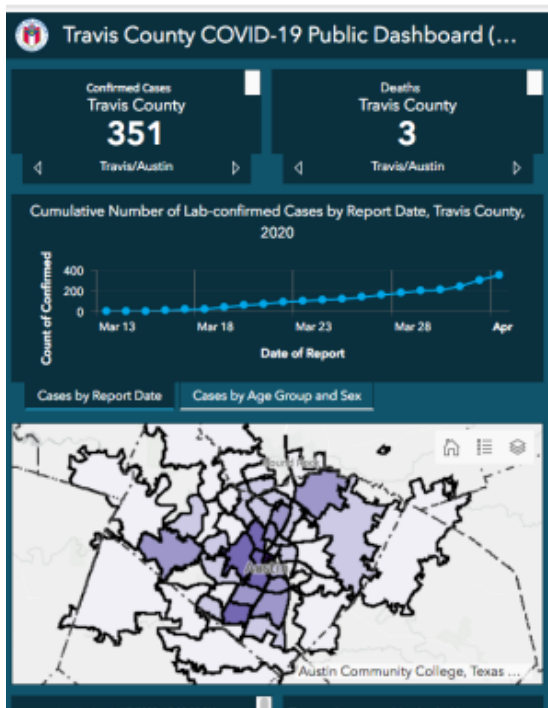 Travis County COVID-19 Public Dashboard (...
Confirmed Cases
Travis County
351
Travis/Austin
Deaths
Travis County
3
Travis/Austin
Cumulative Number of Lab-confirmed Cases by Report Date, Travis County,
2020
Count of Confirmed
400
200
0
Mar 13
Mar 18
Mar 23
Mar 28
Apr
Date of Report
Cases by Report Date
Cases by Age Group and Sex
Round Rock
Austin
Austin Community College, Texas ...